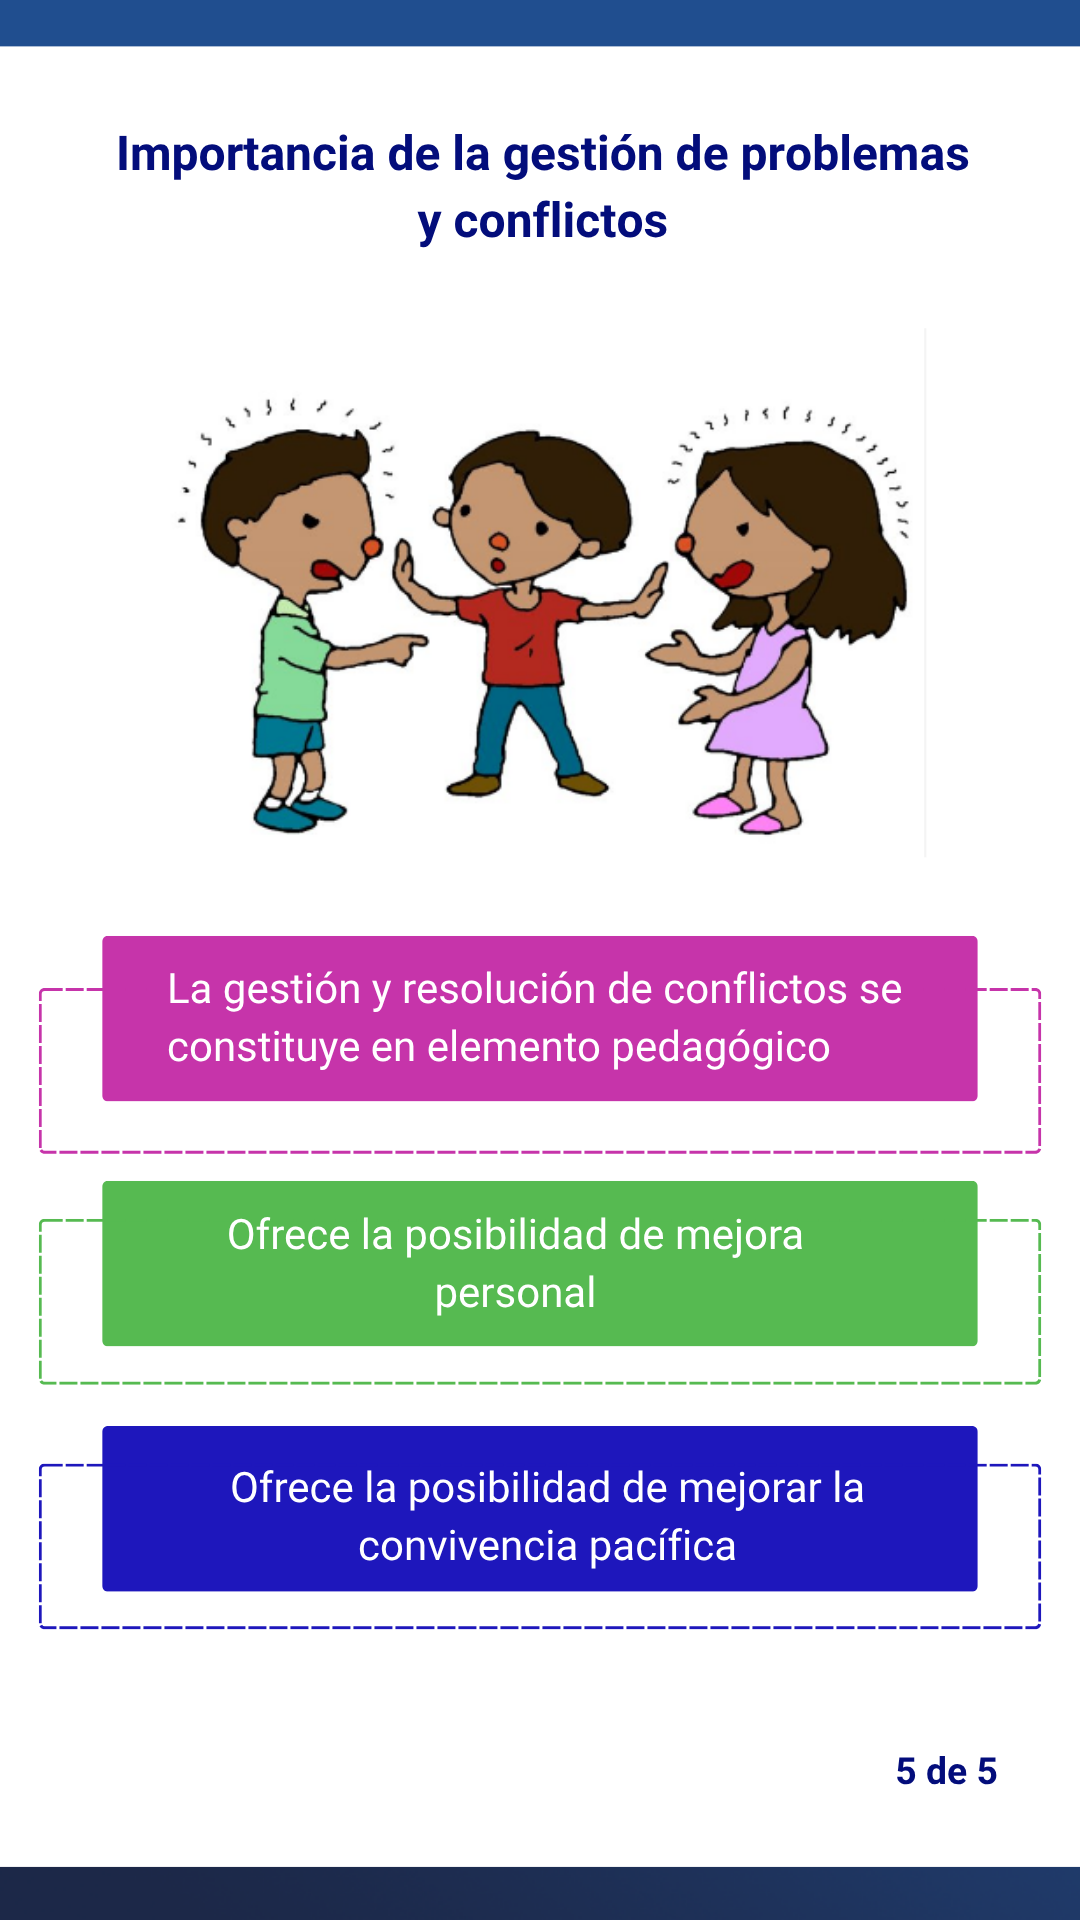 Importancia de la gestión de problemas
y conflictos
La gestión y resolución de conflictos se
constituye en elemento pedagógico
Ofrece la posibilidad de mejora
personal
Ofrece la posibilidad de mejorar la
convivencia pacífica
5 de 5